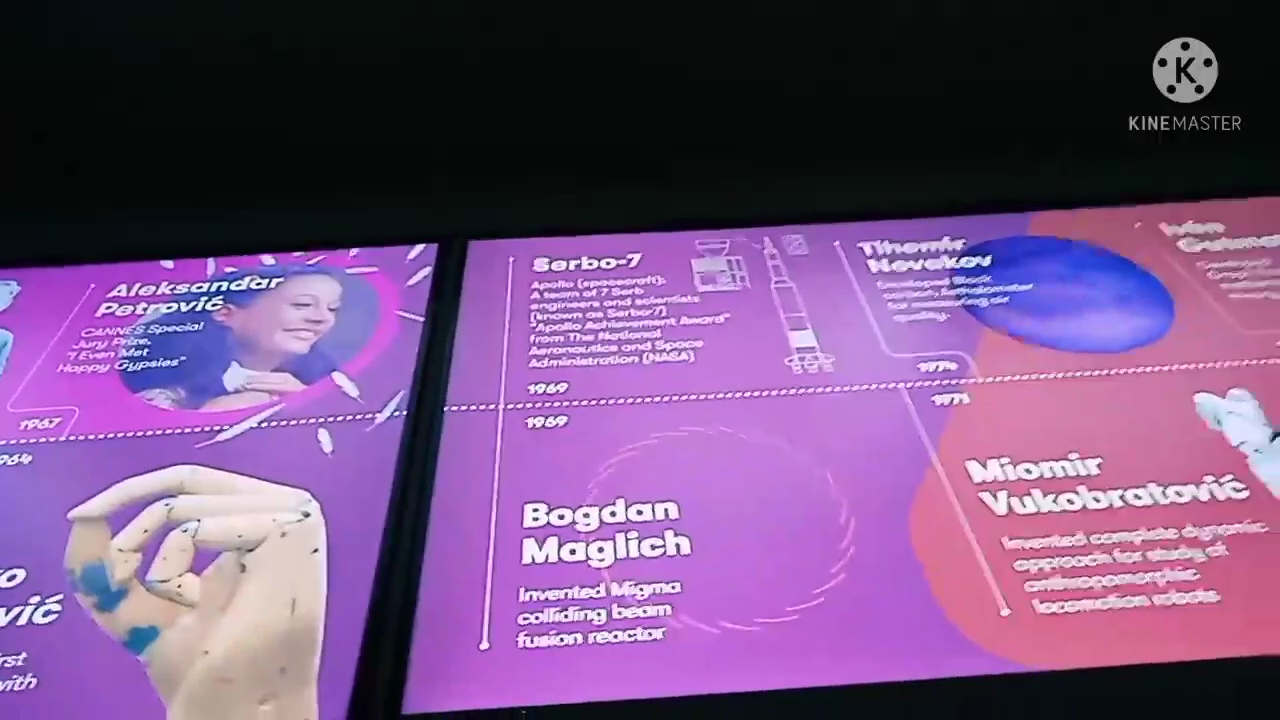 KINEMASTER
Aleksandar
Petrović
CANNES Special
Jury Prize,
"I Even Met
Happy Gypsies"
1967
Serbo-7
Apollo (spacecraft):
A team of 7 Serb
engineers and scientists
(known as Serbo7)
"Apollo Achievement Award"
from The National
Aeronautics and Space
Administration (NASA)
1969
1969
Bogdan
Maglich
Invented Migma
colliding beam
fusion reactor
Tihomir
Novakov
quality.
1971
Miomir
Vukobratović
Invented complete dynamic
approach for study of
locomotion robots
vić